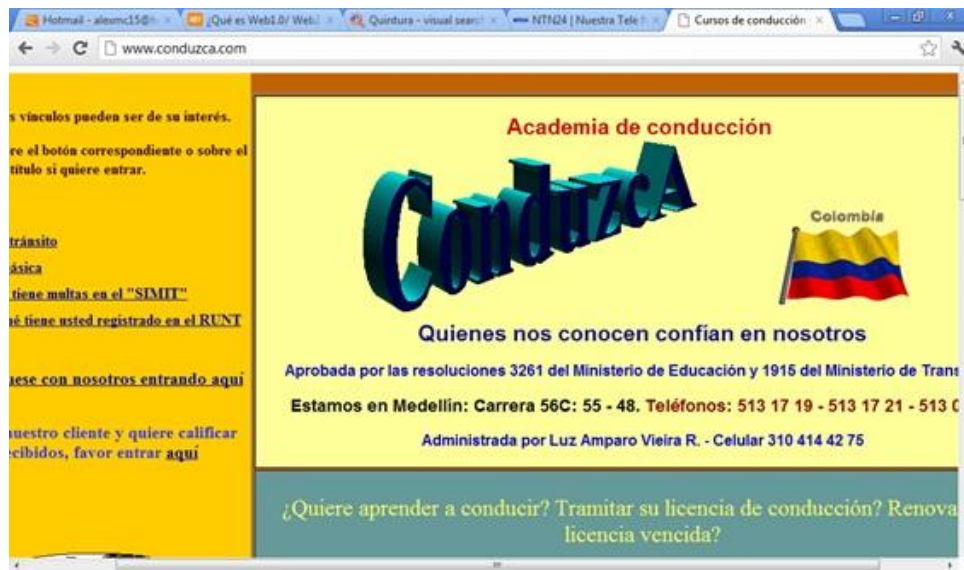 Hotmail - alexmc15@h
¿Qué es Web1.0/ Web
Quintura - visual searc
NTN24 | Nuestra Tele
Cursos de conducción
www.conduzca.com
s vínculos pueden ser de su interés.
re el botón correspondiente o sobre el
título si quiere entrar.
tránsito
ásica
tiene multas en el "SIMIT"
é tiene usted registrado en el RUNT
uese con nosotros entrando aquí
nuestro cliente y quiere calificar
cibidos, favor entrar aquí
Academia de conducción
ConduzcA
Colombia
Quienes nos conocen confían en nosotros
Aprobada por las resoluciones 3261 del Ministerio de Educación y 1915 del Ministerio de Trans
Estamos en Medellín: Carrera 56C: 55 - 48. Teléfonos: 513 17 19 - 513 17 21 - 513 0
Administrada por Luz Amparo Vieira R. - Celular 310 414 42 75
¿Quiere aprender a conducir? Tramitar su licencia de conducción? Renova
licencia vencida?